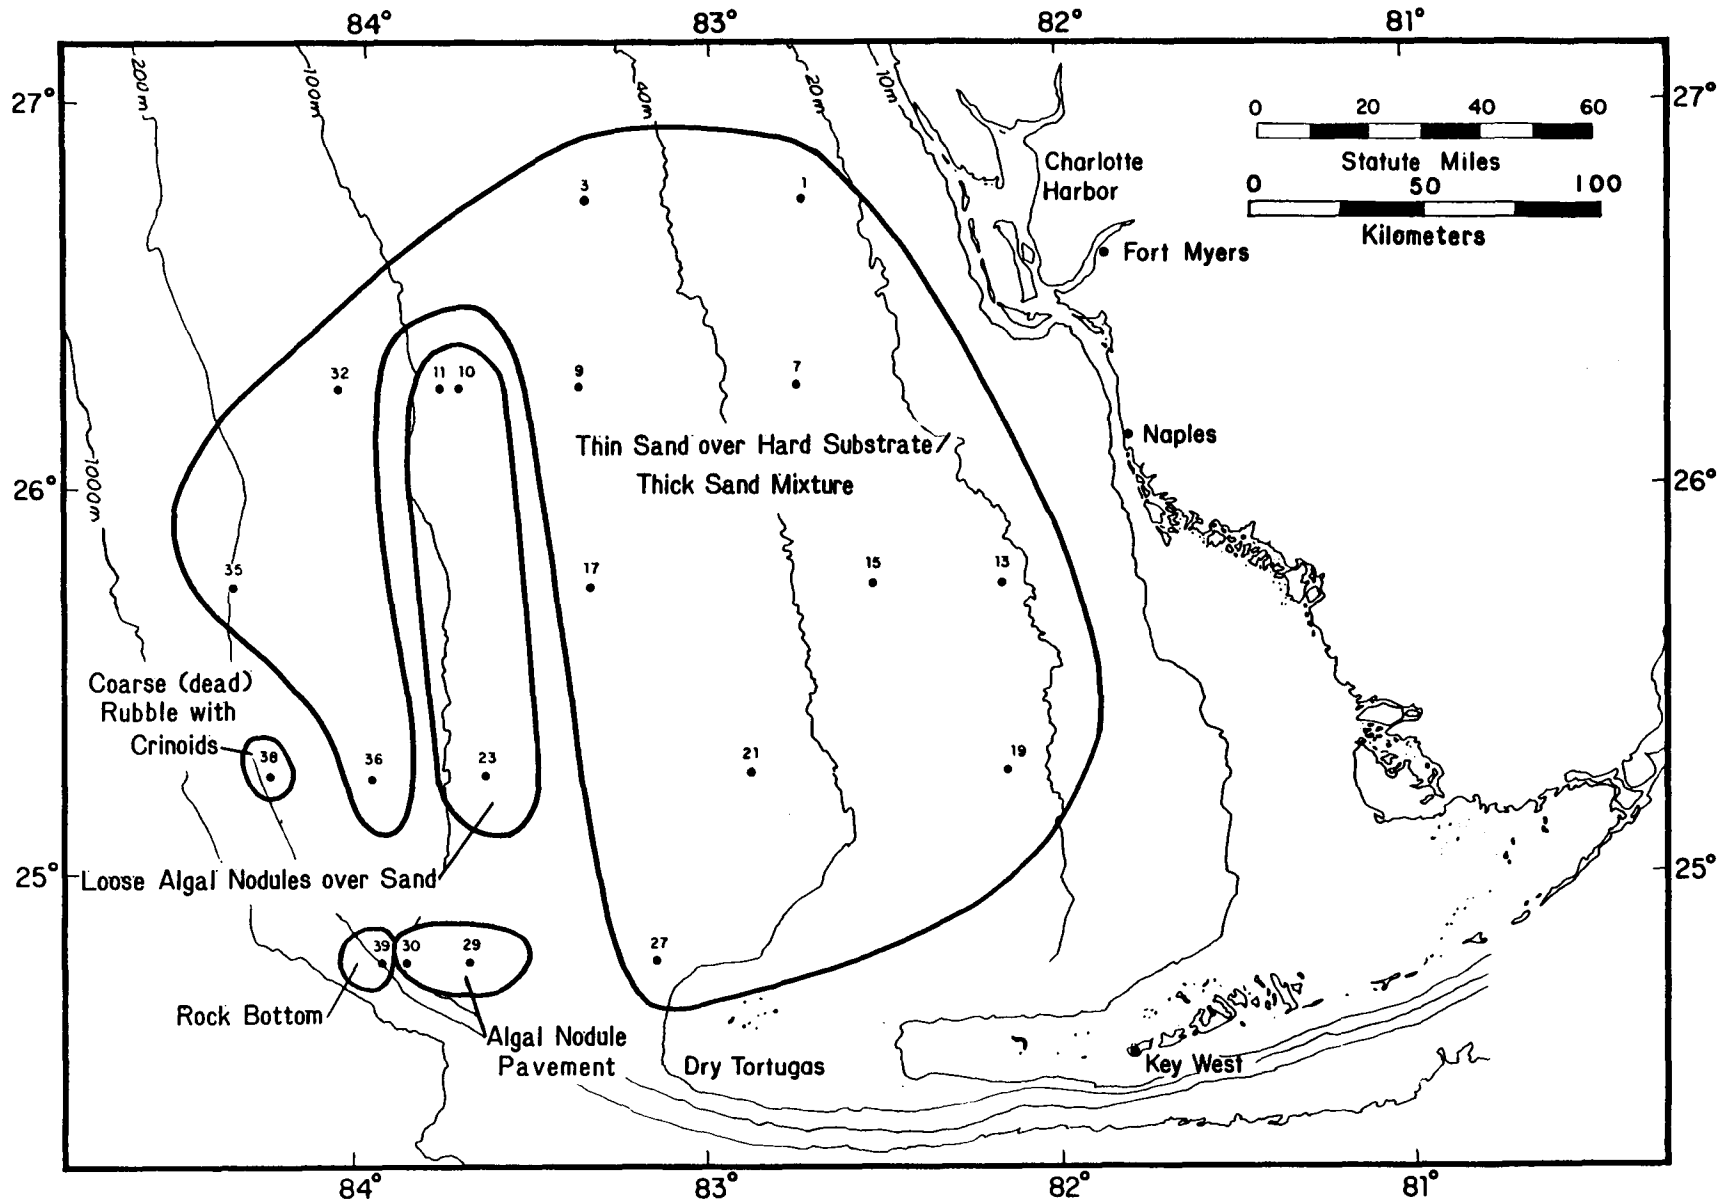 84° 83° 82° 81°
27° 27°
200m 100m 40m 20m 10m
0 20 40 60
Statute Miles
0 50 100
Kilometers
Charlotte
Harbor
3 1
Fort Myers
32 11 10 9 7
Thin Sand over Hard Substrate/
Thick Sand Mixture
Naples
26° 26°
1000m
35 17 15 13
Coarse (dead)
Rubble with
Crinoids
38 36 23 21 19
25° 25°
Loose Algal Nodules over Sand
39 30 29 27
Rock Bottom
Algal Nodule
Pavement
Dry Tortugas
Key West
84° 83° 82° 81°